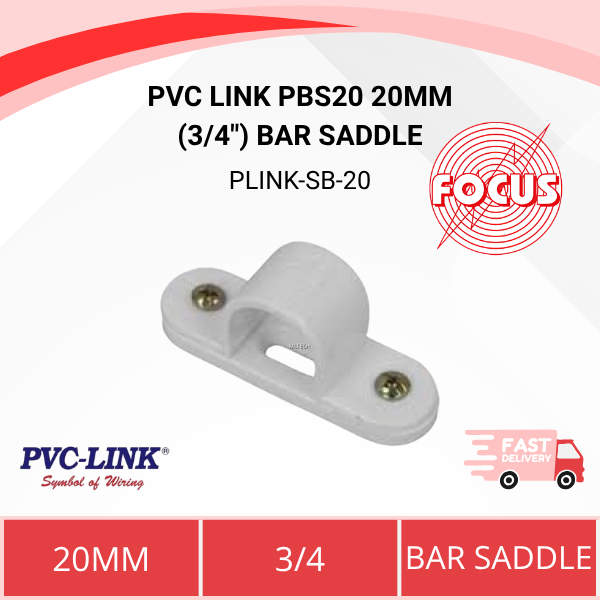 PVC LINK PBS20 20MM
(3/4") BAR SADDLE
PLINK-SB-20
FOCUS
PVC-LINK®
Symbol of Wiring
FAST
DELIVERY
20MM
3/4
BAR SADDLE